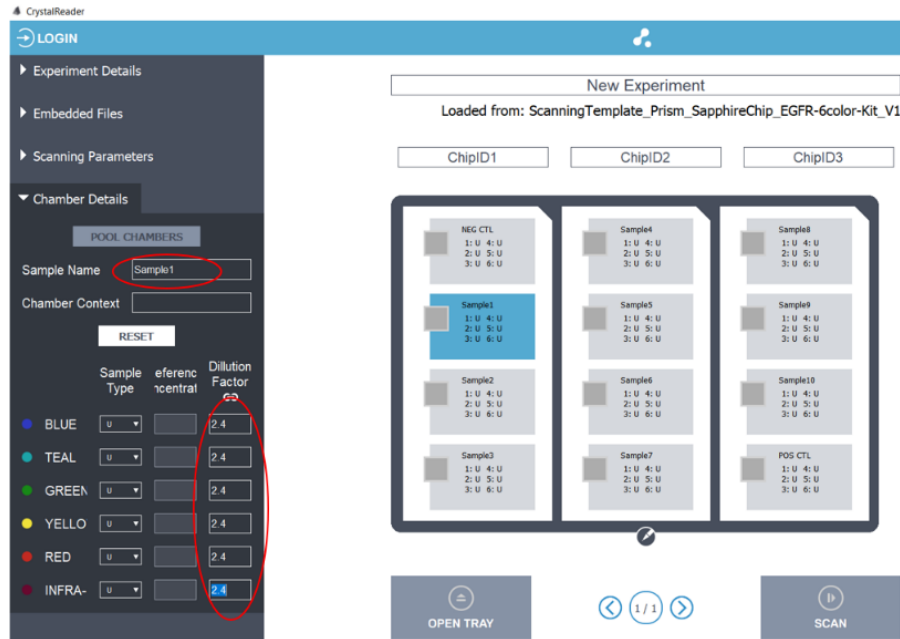 CrystalReader
LOGIN
Experiment Details
Embedded Files
Scanning Parameters
Chamber Details
POOL CHAMBERS
Sample Name Sample1
Chamber Context
RESET
Sample Type eferenc ncentrat Dillution Factor
BLUE U 2.4
TEAL U 2.4
GREEN U 2.4
YELLO U 2.4
RED U 2.4
INFRA- U 2.4
New Experiment
Loaded from: ScanningTemplate_Prism_SapphireChip_EGFR-6color-Kit_V1
ChipID1 ChipID2 ChipID3
NEG CTL
1: U 4: U
2: U 5: U
3: U 6: U
Sample1
1: U 4: U
2: U 5: U
3: U 6: U
Sample2
1: U 4: U
2: U 5: U
3: U 6: U
Sample3
1: U 4: U
2: U 5: U
3: U 6: U
Sample4
1: U 4: U
2: U 5: U
3: U 6: U
Sample5
1: U 4: U
2: U 5: U
3: U 6: U
Sample6
1: U 4: U
2: U 5: U
3: U 6: U
Sample7
1: U 4: U
2: U 5: U
3: U 6: U
Sample8
1: U 4: U
2: U 5: U
3: U 6: U
Sample9
1: U 4: U
2: U 5: U
3: U 6: U
Sample10
1: U 4: U
2: U 5: U
3: U 6: U
POS CTL
1: U 4: U
2: U 5: U
3: U 6: U
OPEN TRAY
1 / 1
SCAN